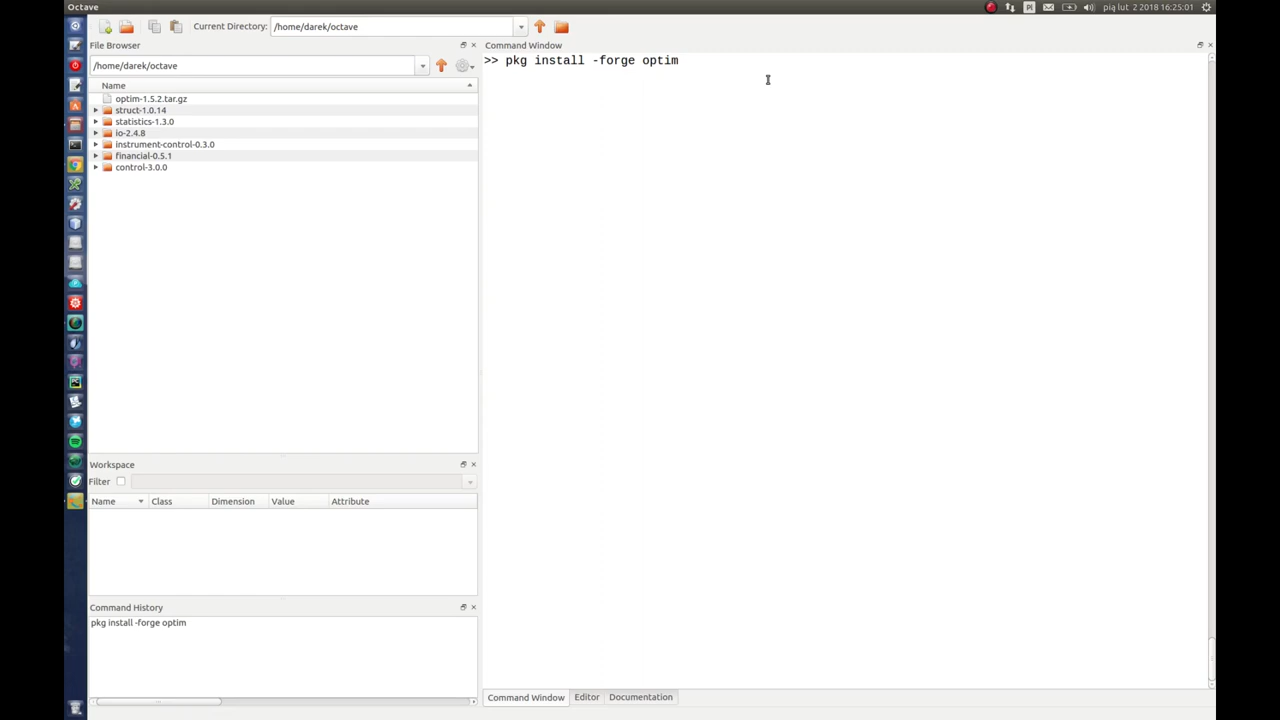 Octave
Pl
pią lut 2 2018 16:25:01
Current Directory:
/home/darek/octave
File Browser
/home/darek/octave
Name
optim-1.5.2.tar.gz
struct-1.0.14
statistics-1.3.0
io-2.4.8
instrument-control-0.3.0
financial-0.5.1
control-3.0.0
Workspace
Filter
Name Class Dimension Value Attribute
Command History
pkg install -forge optim
Command Window
>> pkg install -forge optim
Command Window Editor Documentation